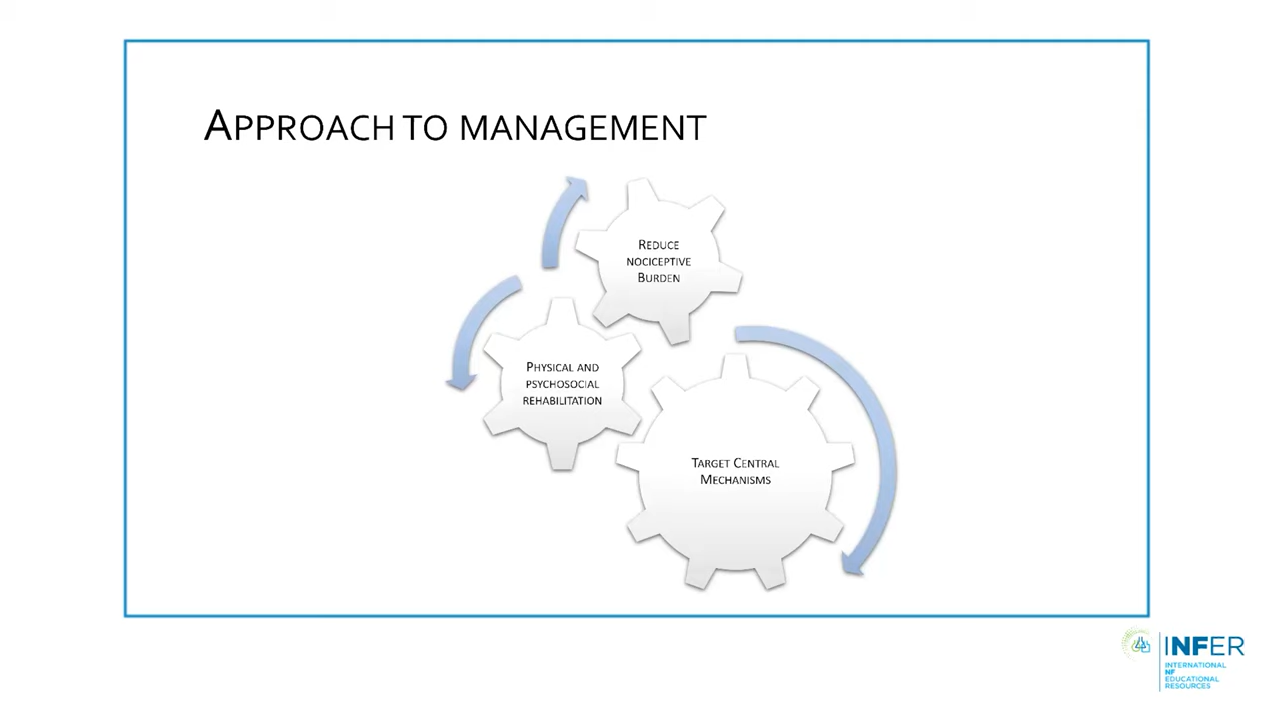 APPROACH TO MANAGEMENT
REDUCE
NOCICEPTIVE
BURDEN
PHYSICAL AND
PSYCHOSOCIAL
REHABILITATION
TARGET CENTRAL
MECHANISMS
INFER
INTERNATIONAL
NF
EDUCATIONAL
RESOURCES